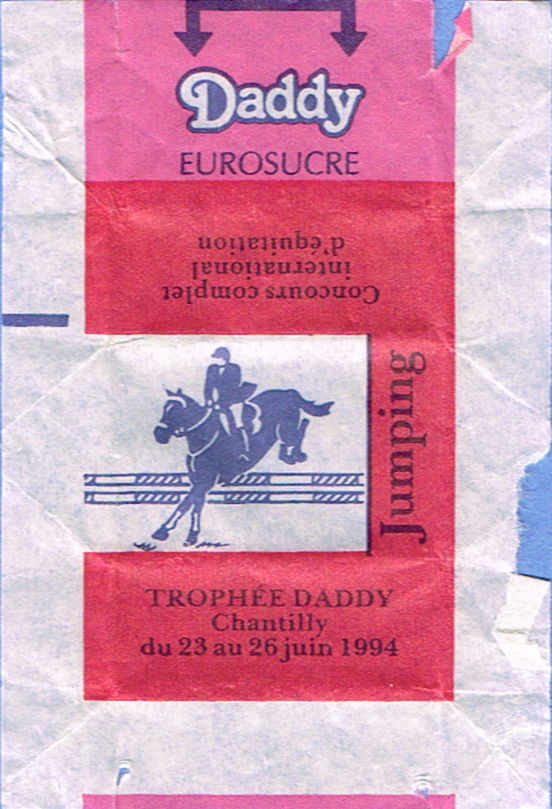 Daddy
EUROSUCRE
Concours complet
international
d'équitation
Jumping
TROPHÉE DADDY
Chantilly
du 23 au 26 juin 1994